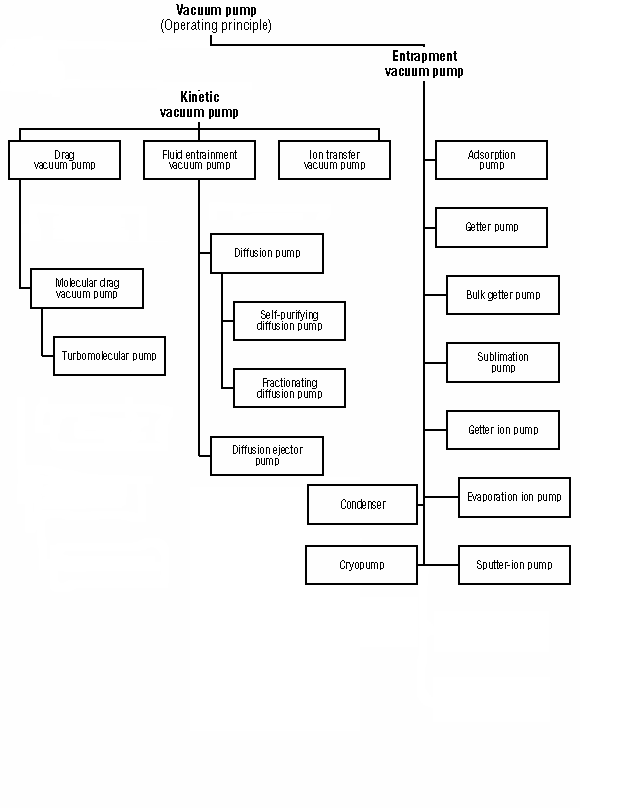 Vacuum pump
(Operating principle)
Entrapment
vacuum pump
Kinetic
vacuum pump
Drag
vacuum pump
Fluid entrainment
vacuum pump
Ion transfer
vacuum pump
Adsorption
pump
Getter pump
Diffusion pump
Molecular drag
vacuum pump
Bulk getter pump
Self-purifying
diffusion pump
Turbomolecular pump
Sublimation
pump
Fractionating
diffusion pump
Getter ion pump
Diffusion ejector
pump
Condenser
Evaporation ion pump
Cryopump
Sputter-ion pump